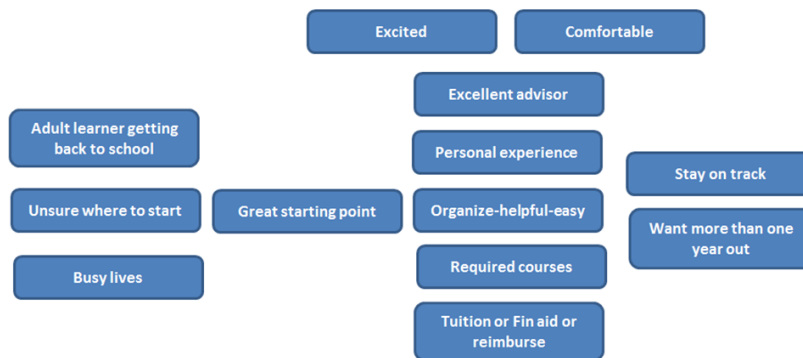 Excited
Comfortable
Excellent advisor
Adult learner getting
back to school
Personal experience
Stay on track
Unsure where to start
Great starting point
Organize-helpful-easy
Want more than one
year out
Busy lives
Required courses
Tuition or Fin aid or
reimburse